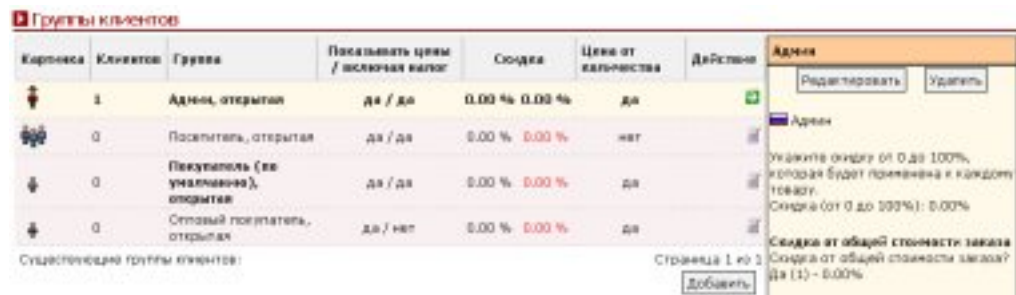 Группы клиентов
Картинка Клиентов Группа Показывать цены / включая налог Скидка Цена от количества Действие
1 Админ, открытая да / да 0.00 % 0.00 % да
0 Посетитель, открытая да / да 0.00 % 0.00 % нет
0 Покупатель (по умолчанию), открытая да / да 0.00 % 0.00 % да
0 Оптовый покупатель, открытая да / нет 0.00 % 0.00 % да
Существующие группы клиентов: Страница 1 из 1
Добавить
Админ
Редактировать Удалить
Админ
Укажите скидку от 0 до 100%,
которая будет применена к каждому
товару.
Скидка (от 0 до 100%): 0.00%
Скидка от общей стоимости заказа
Скидка от общей стоимости заказа?
Да (1) - 0.00%